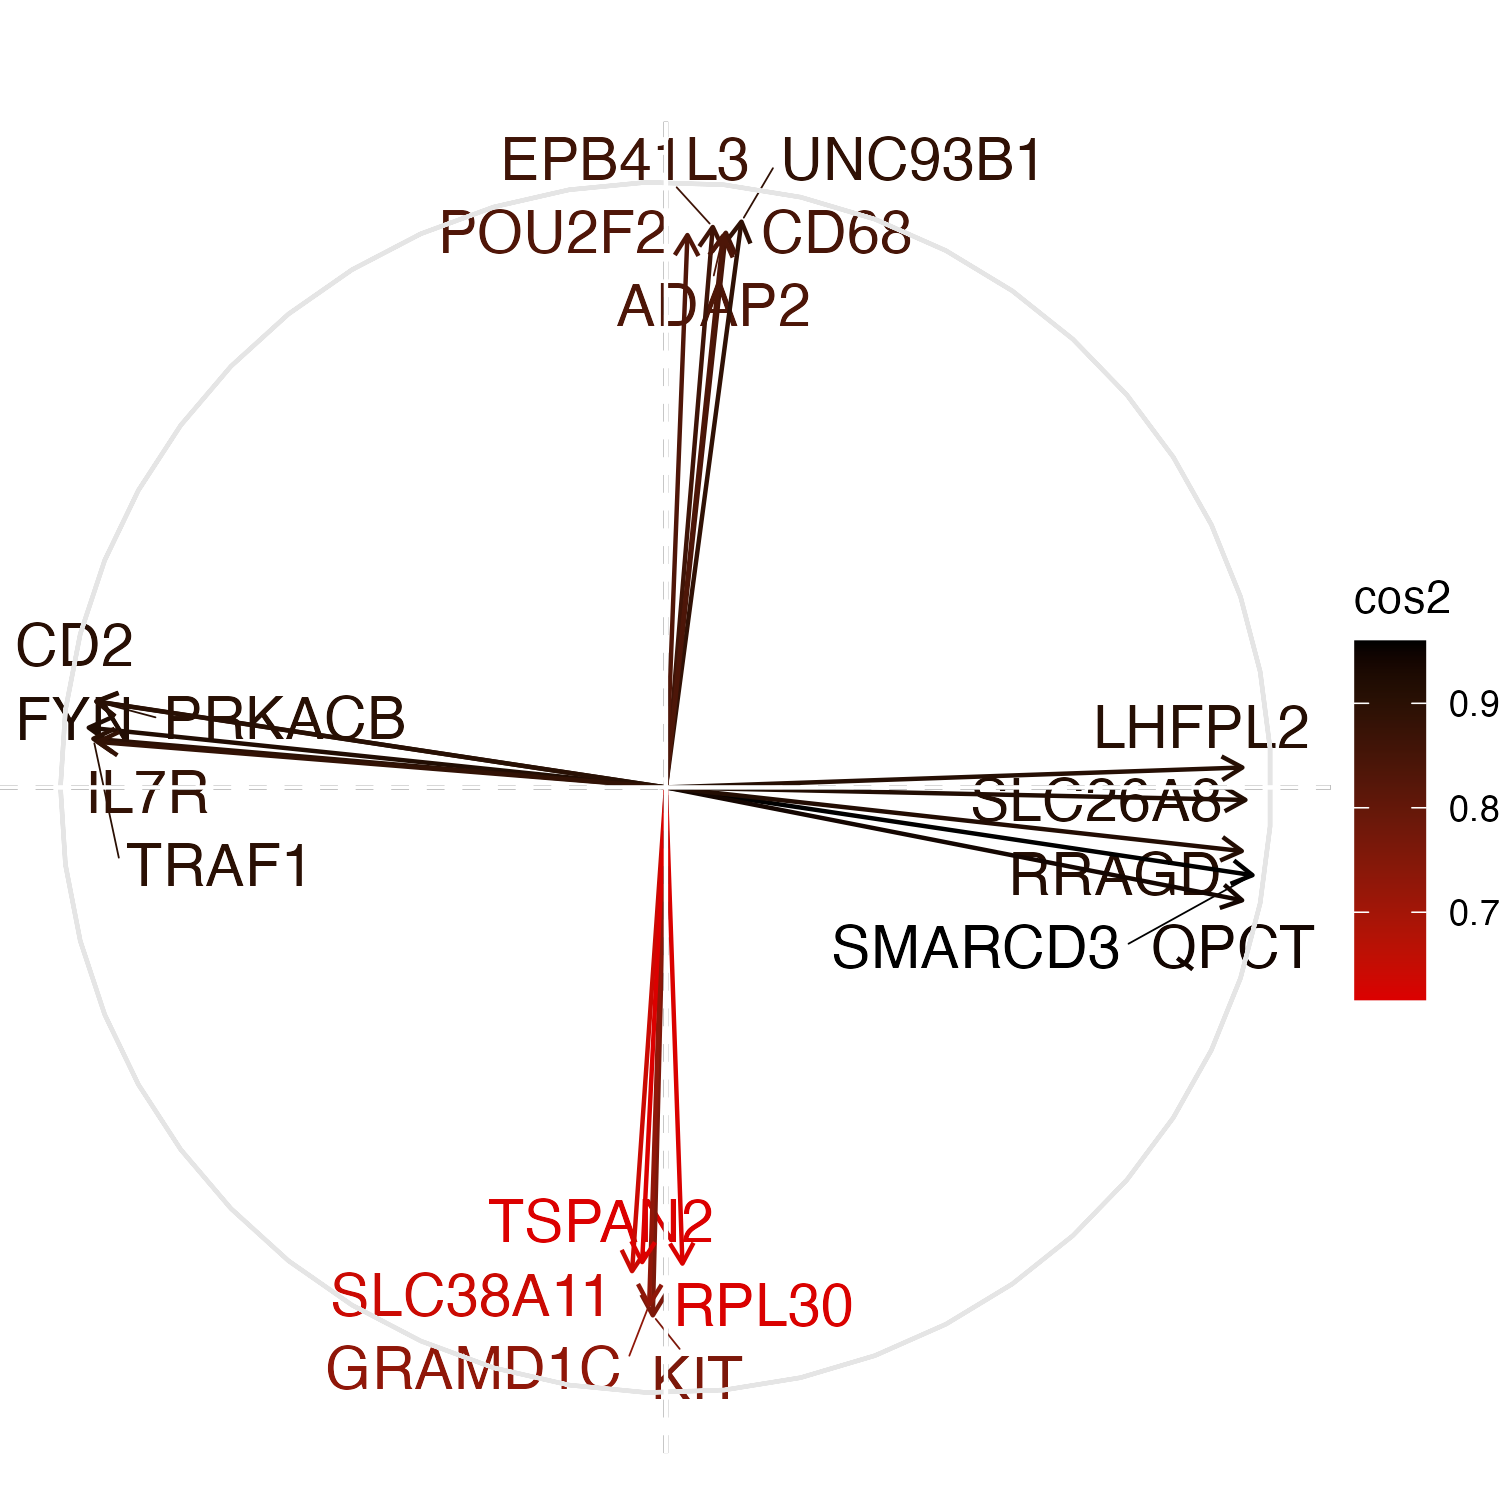 EPB41L3 UNC93B1
POU2F2 CD68
ADAP2
CD2
FYN PRKACB
IL7R
TRAF1
LHFPL2
SLC26A8
RRAGD
SMARCD3 QPCT
TSPAN2
SLC38A11 RPL30
GRAMD1C KIT
cos2
0.9
0.8
0.7